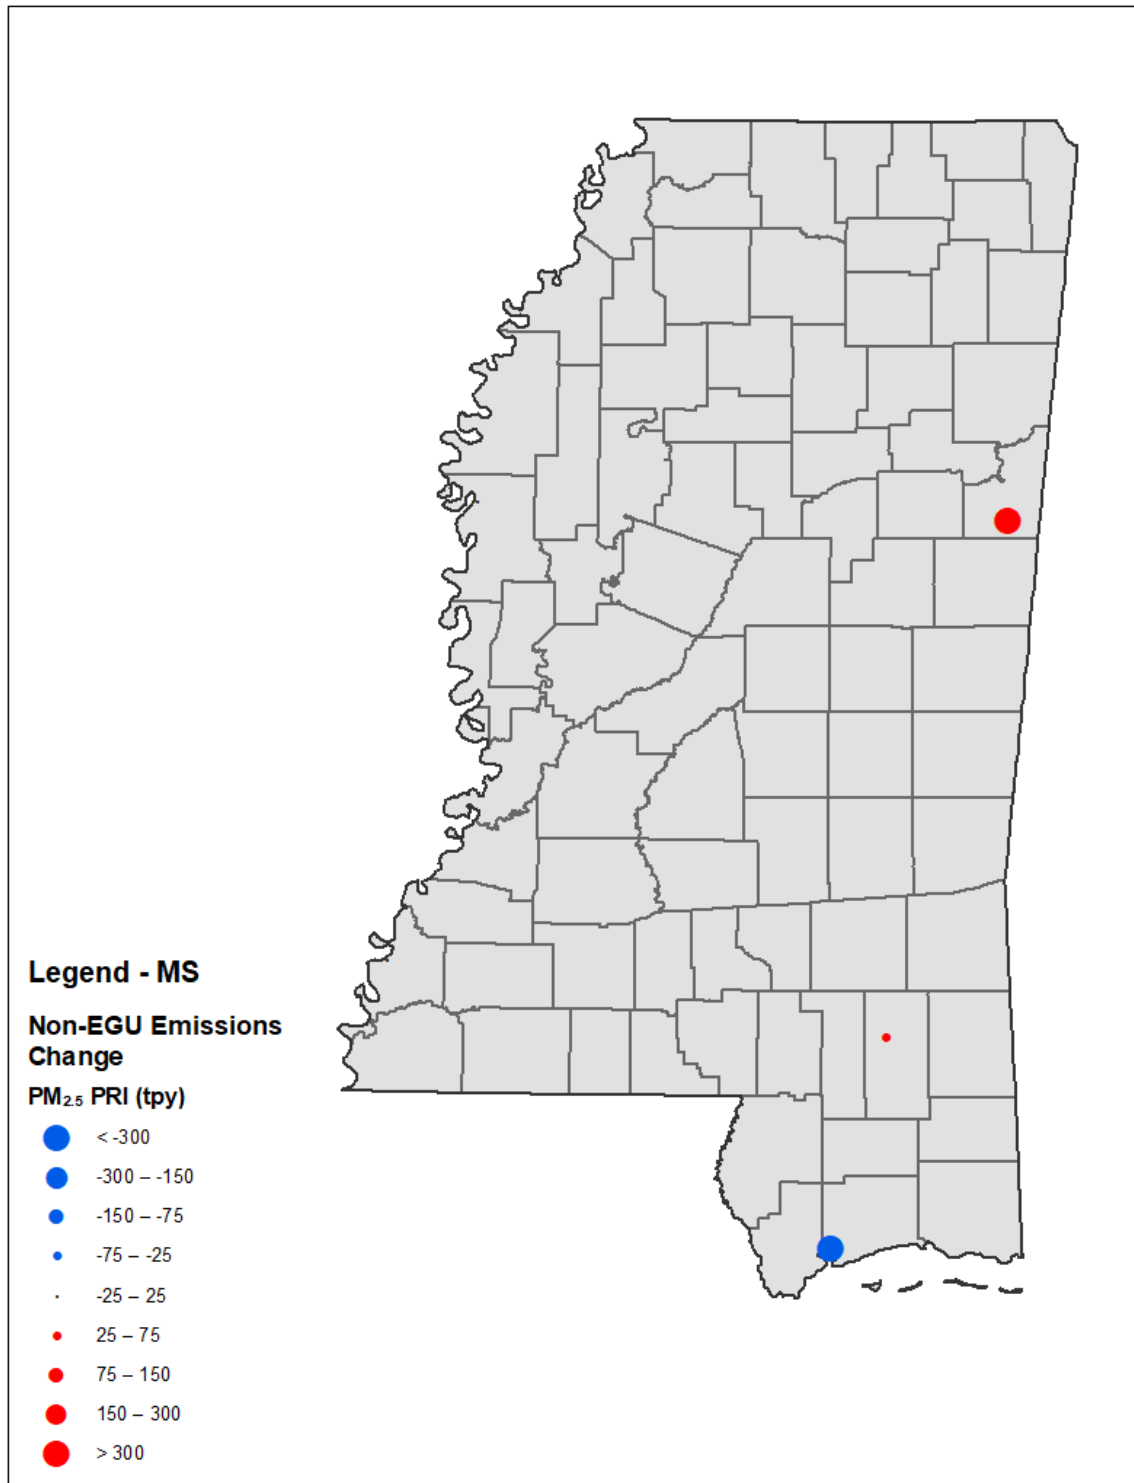 Legend - MS
Non-EGU Emissions
Change
PM₂.₅ PRI (tpy)
< -300
-300 – -150
-150 – -75
-75 – -25
-25 – 25
25 – 75
75 – 150
150 – 300
> 300